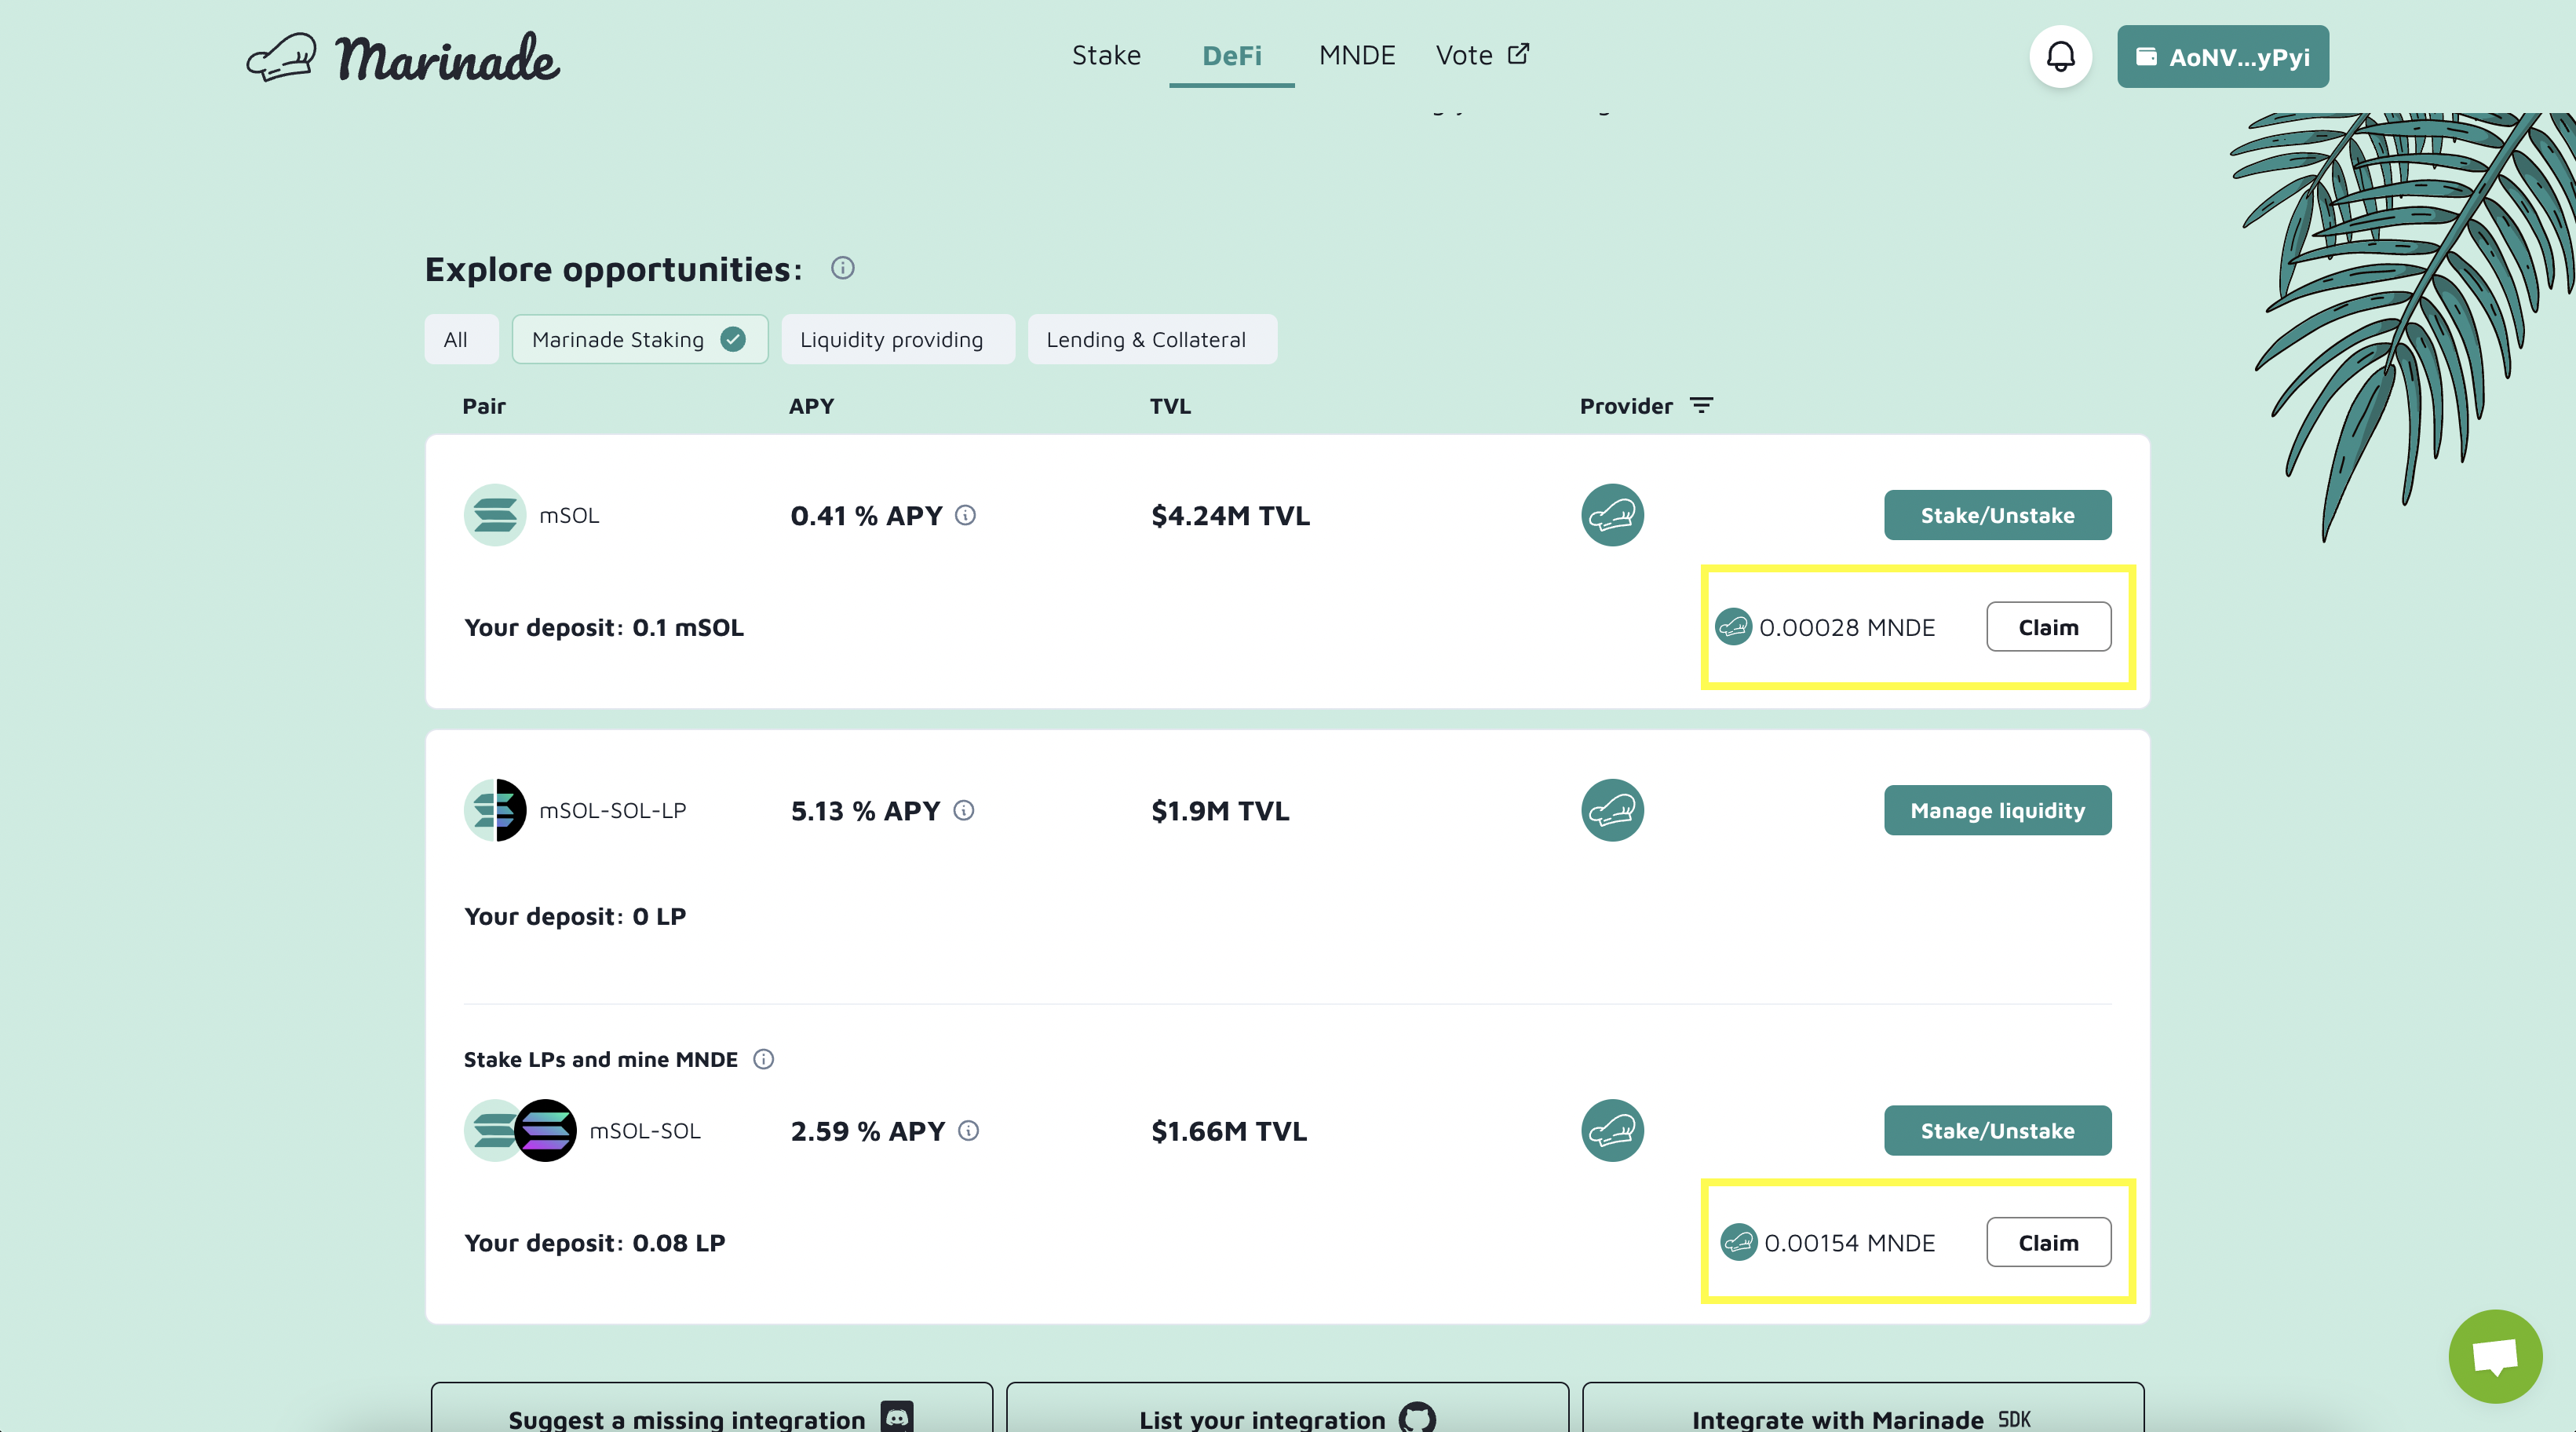 Marinade
Stake DeFi MNDE Vote
AoNV...yPyi
Explore opportunities:
All Marinade Staking Liquidity providing Lending & Collateral
Pair APY TVL Provider
mSOL 0.41 % APY $4.24M TVL Stake/Unstake
Your deposit: 0.1 mSOL 0.00028 MNDE Claim
mSOL-SOL-LP 5.13 % APY $1.9M TVL Manage liquidity
Your deposit: 0 LP
Stake LPs and mine MNDE
mSOL-SOL 2.59 % APY $1.66M TVL Stake/Unstake
Your deposit: 0.08 LP 0.00154 MNDE Claim
Suggest a missing integration List your integration Integrate with Marinade SDK